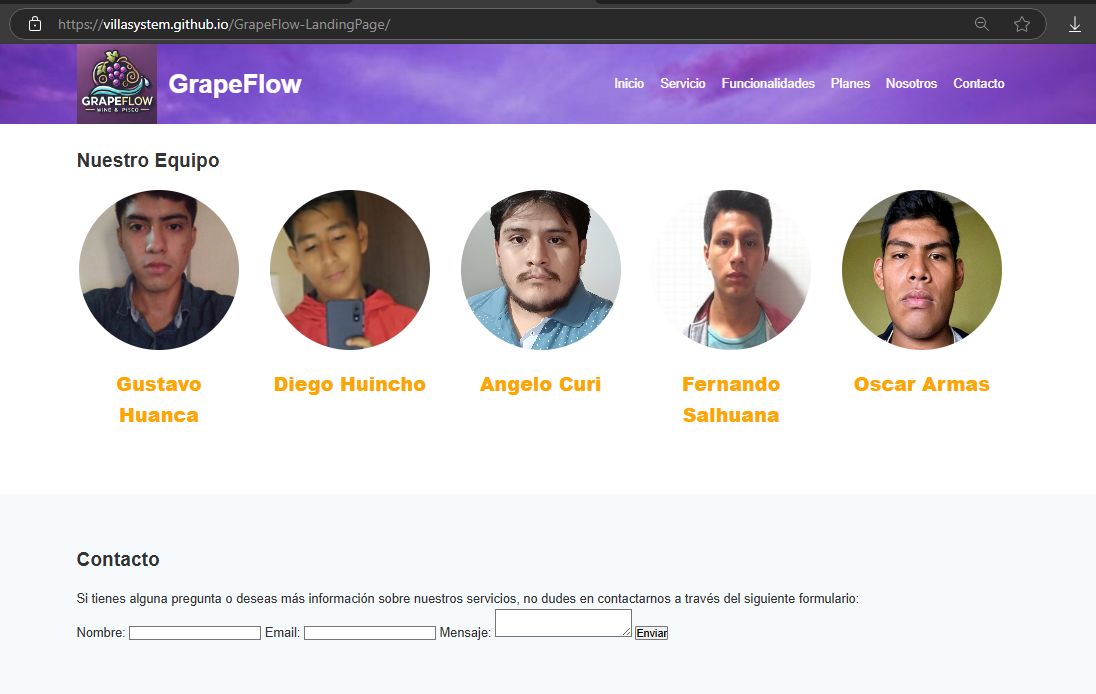 https://villasystem.github.io/GrapeFlow-LandingPage/
GRAPEFLOW
WINE & PISCO
GrapeFlow
Inicio Servicio Funcionalidades Planes Nosotros Contacto
Nuestro Equipo
Gustavo
Huanca
Diego Huincho
Angelo Curi
Fernando
Salhuana
Oscar Armas
Contacto
Si tienes alguna pregunta o deseas más información sobre nuestros servicios, no dudes en contactarnos a través del siguiente formulario:
Nombre: Email: Mensaje: Enviar